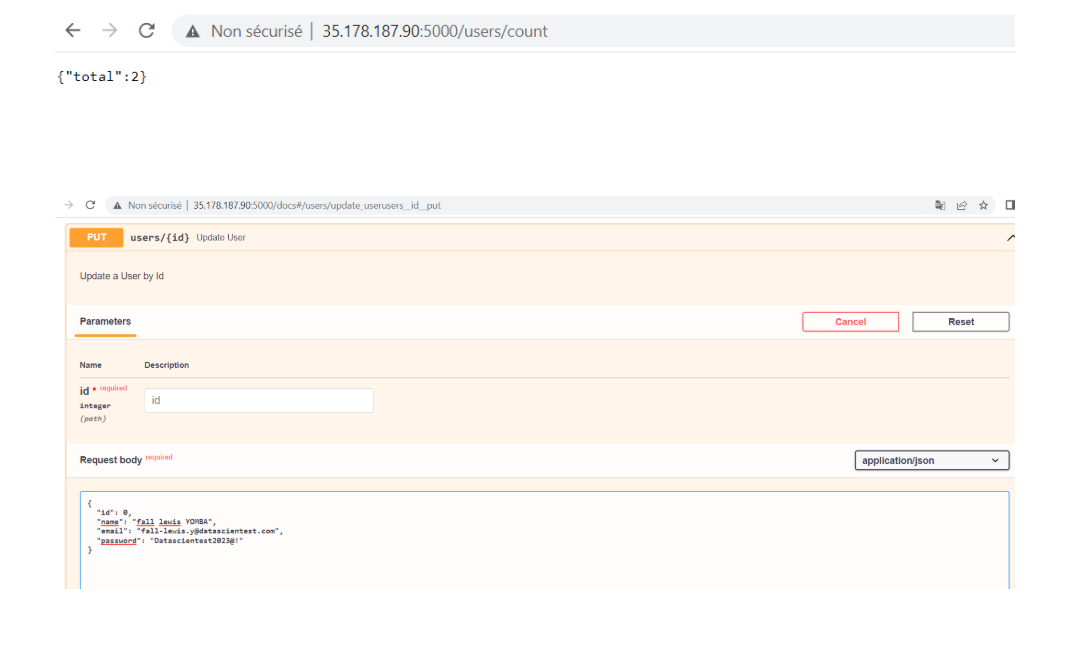 Non sécurisé | 35.178.187.90:5000/users/count
{"total":2}
Non sécurisé | 35.178.187.90:5000/docs#/users/update_userusers__id__put
PUT users/{id} Update User
Update a User by Id
Parameters
Cancel Reset
Name Description
id * required
id
integer
(path)
Request body required
application/json
{
"id": 0,
"name": "fall lewis YOMBA",
"email": "fall-lewis.y@datascientest.com",
"password": "Datascientest2023@!"
}